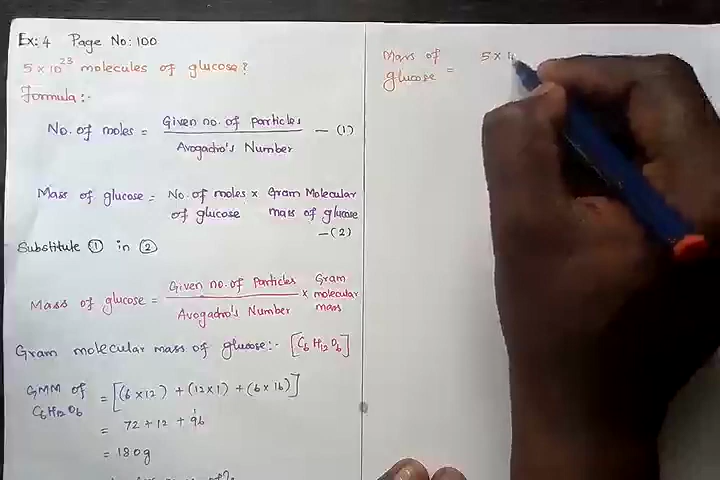 Ex: 4 Page No: 100
5 × 10²³ molecules of glucose?
Formula:-
No. of moles = Given no. of particles / Avogadro's Number — (1)
Mass of glucose = No. of moles of glucose × Gram Molecular mass of glucose — (2)
Substitute ① in ②
Mass of glucose = Given no. of Particles / Avogadro's Number × Gram molecular mass
Gram molecular mass of glucose:- [C₆H₁₂O₆]
GMM of C₆H₁₂O₆ = [(6×12) + (12×1) + (6×16)]
= 72 + 12 + 96
= 180g
Mass of glucose = 5 ×